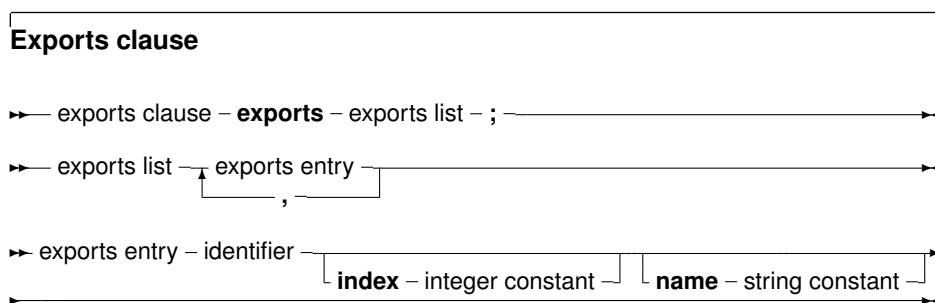 Exports clause
exports clause – exports – exports list – ;
exports list – exports entry
,
exports entry – identifier
index – integer constant – name – string constant